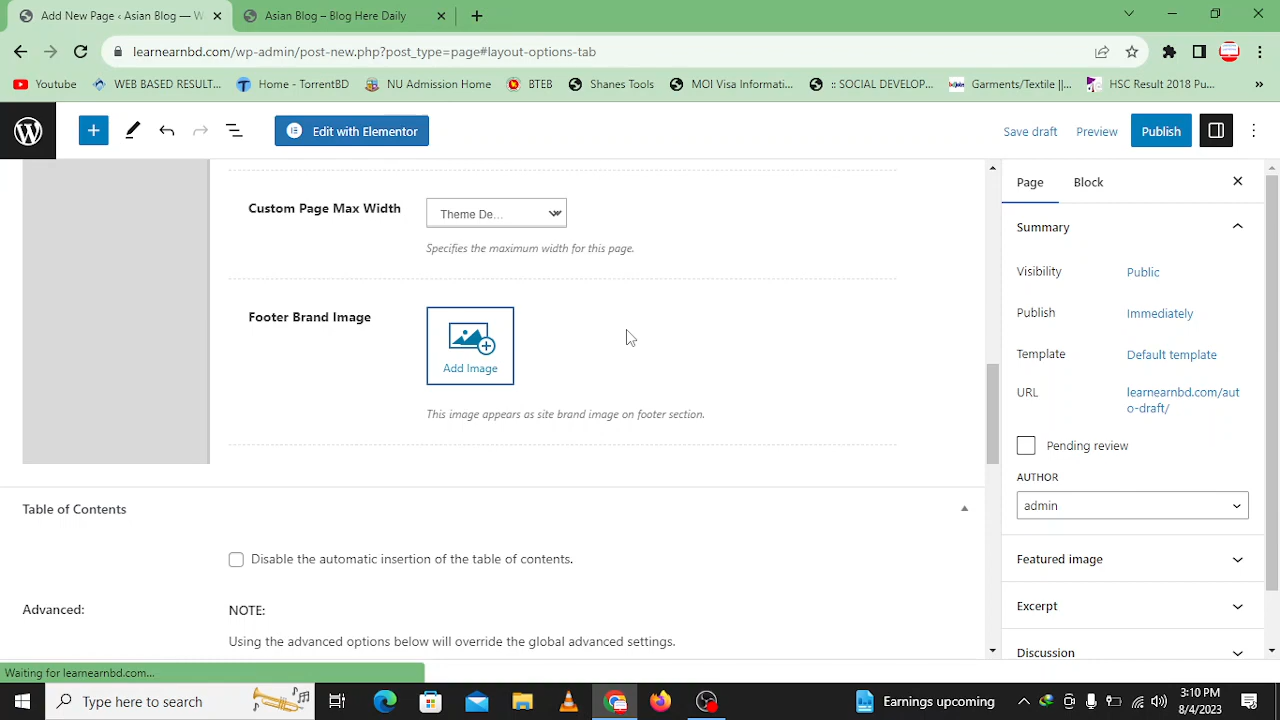 Add New Page ‹ Asian Blog — W
Asian Blog – Blog Here Daily
learnearnbd.com/wp-admin/post-new.php?post_type=page#layout-options-tab
Youtube
WEB BASED RESULT...
Home - TorrentBD
NU Admission Home
BTEB
Shanes Tools
MOI Visa Informati...
:: SOCIAL DEVELOP...
Garments/Textile ||...
HSC Result 2018 Pu...
»
Edit with Elementor
Save draft
Preview
Publish
Custom Page Max Width
Theme De...
Specifies the maximum width for this page.
Footer Brand Image
Add Image
This image appears as site brand image on footer section.
Table of Contents
Disable the automatic insertion of the table of contents.
Advanced:
NOTE:
Using the advanced options below will override the global advanced settings.
Page
Block
Summary
Visibility
Public
Publish
Immediately
Template
Default template
URL
learnearnbd.com/aut
o-draft/
Pending review
AUTHOR
admin
Featured image
Excerpt
Discussion
Waiting for learnearnbd.com...
Type here to search
Earnings upcoming
3:10 PM
8/4/2023